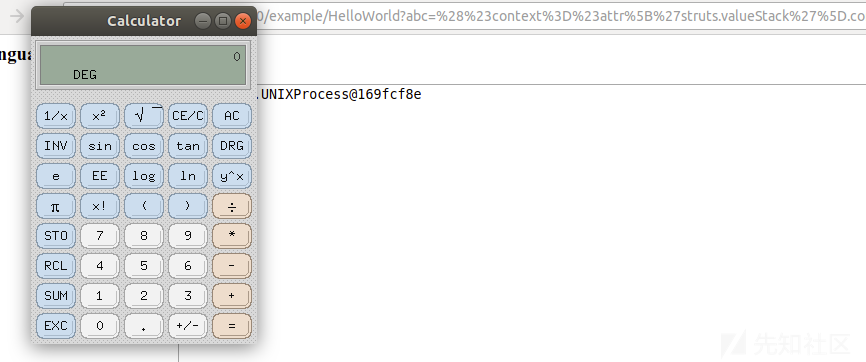 Calculator
0/example/HelloWorld?abc=%28%23context%3D%23attr%5B%27struts.valueStack%27%5D.co
ngua
.UNIXProcess@169fcf8e
0
DEG
1/x x² √ CE/C AC
INV sin cos tan DRG
e EE log ln y^x
π x! ( ) ÷
STO 7 8 9 *
RCL 4 5 6 -
SUM 1 2 3 +
EXC 0 . +/- =
先知社区